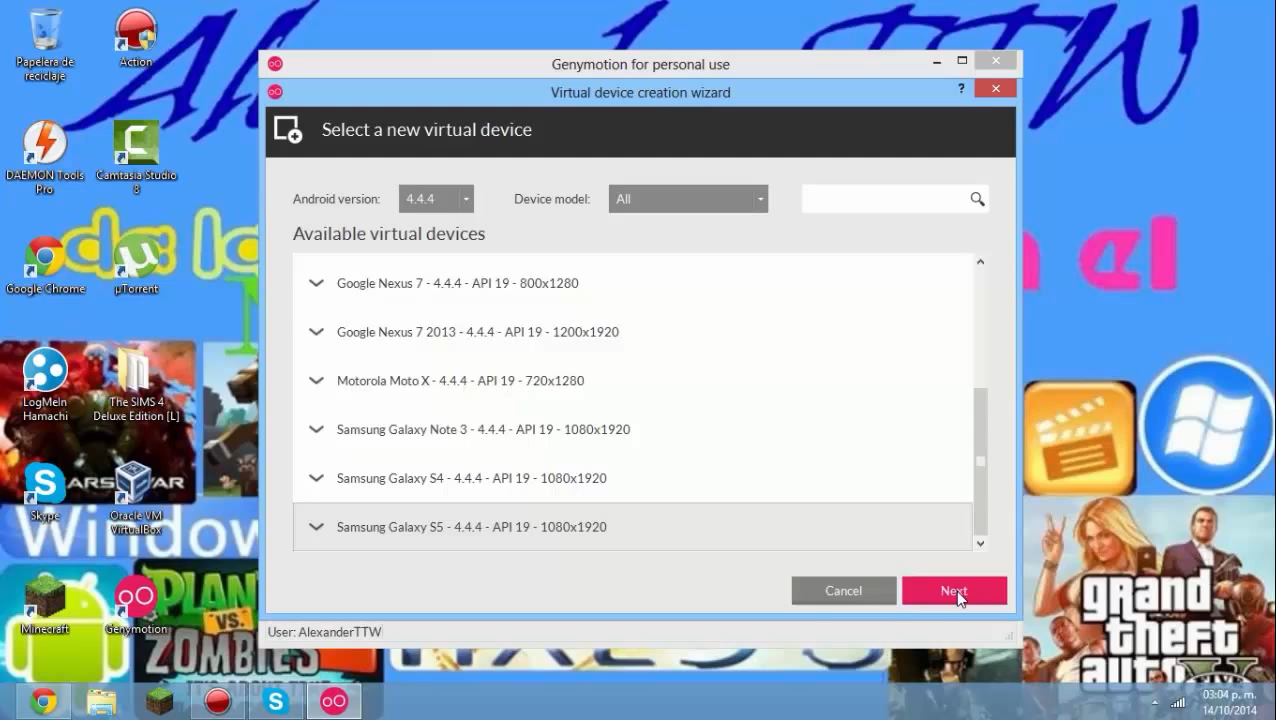 Papelera de
reciclaje
Action
DAEMON Tools
Pro
Camtasia Studio
8
Google Chrome
µTorrent
LogMeIn
Hamachi
The SIMS 4
Deluxe Edition [L]
Skype
Oracle VM
VirtualBox
Minecraft
Genymotion
TTW
Genymotion for personal use
Virtual device creation wizard
?
Select a new virtual device
Android version:
4.4.4
Device model:
All
Available virtual devices
Google Nexus 7 - 4.4.4 - API 19 - 800x1280
Google Nexus 7 2013 - 4.4.4 - API 19 - 1200x1920
Motorola Moto X - 4.4.4 - API 19 - 720x1280
Samsung Galaxy Note 3 - 4.4.4 - API 19 - 1080x1920
Samsung Galaxy S4 - 4.4.4 - API 19 - 1080x1920
Samsung Galaxy S5 - 4.4.4 - API 19 - 1080x1920
Cancel
Next
User: AlexanderTTW
PLAN
VS.
ZOMBIES
grand
theft
auto
V
03:04 p. m.
14/10/2014